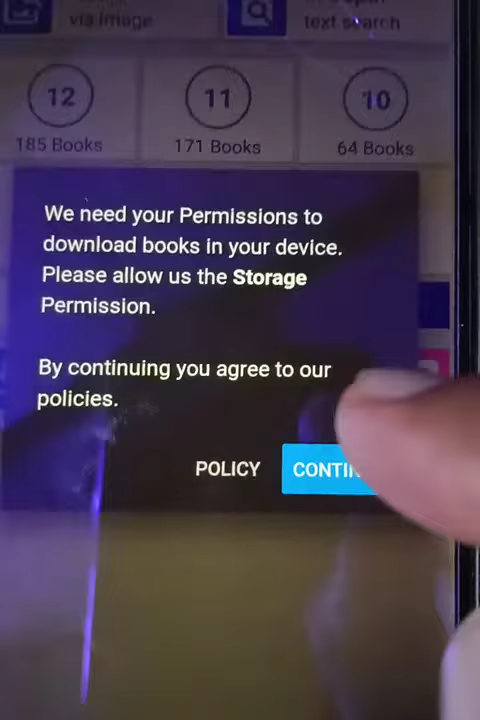 via Image
text search
12
11
10
185 Books
171 Books
64 Books
We need your Permissions to
download books in your device.
Please allow us the Storage
Permission.
By continuing you agree to our
policies.
POLICY